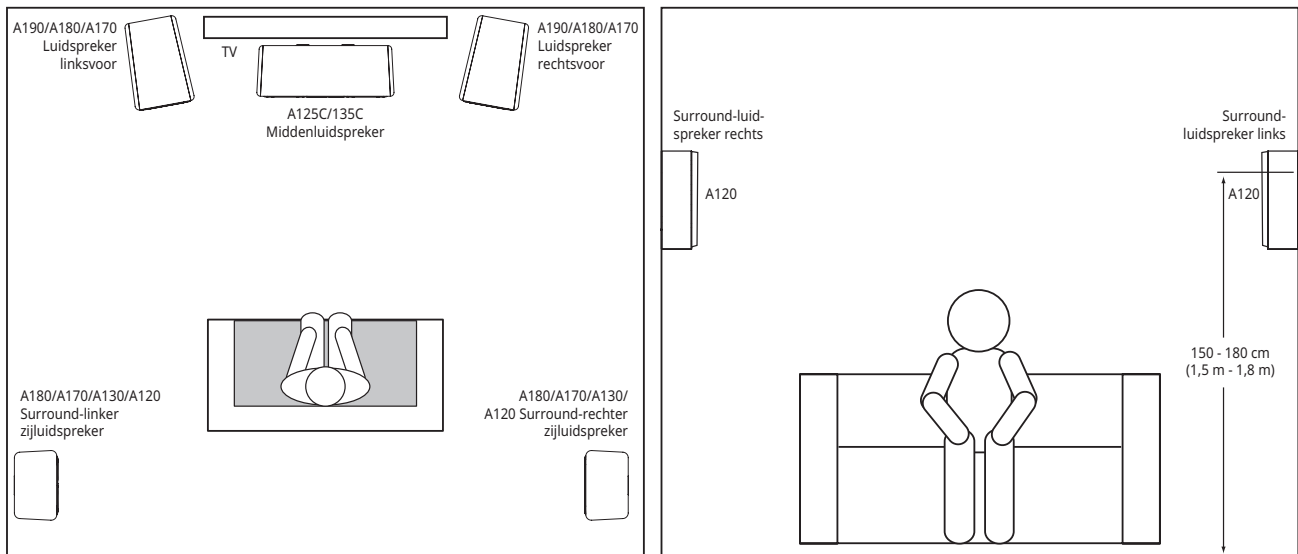 A190/A180/A170
Luidspreker
linksvoor
TV
A190/A180/A170
Luidspreker
rechtsvoor
A125C/135C
Middenluidspreker
A180/A170/A130/A120
Surround-linker
zijluidspreker
A180/A170/A130/
A120 Surround-rechter
zijluidspreker
Surround-luid-
spreker rechts
A120
Surround-
luidspreker links
A120
150 - 180 cm
(1,5 m - 1,8 m)